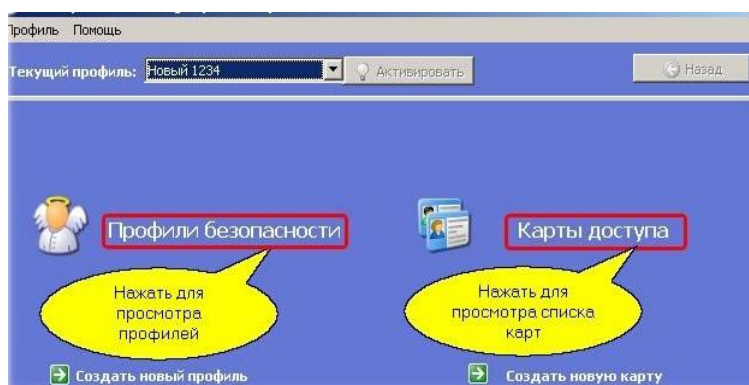 Профиль Помощь
Текущий профиль: Новый 1234 Активировать Назад
Профили безопасности Карты доступа
Нажать для
просмотра
профилей
Нажать для
просмотра списка
карт
Создать новый профиль Создать новую карту